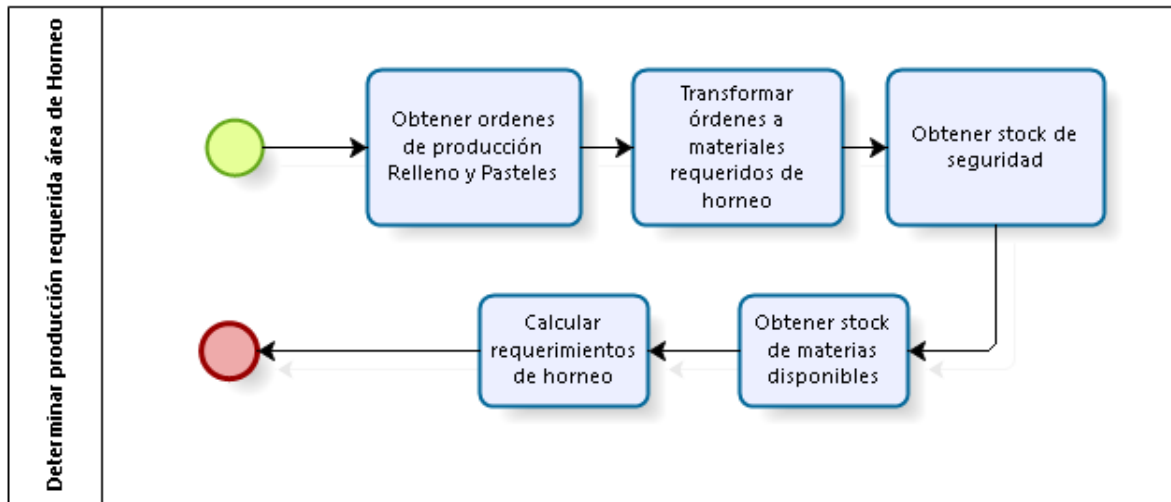 Determinar producción requerida área de Horneo
Obtener ordenes
de producción
Relleno y Pasteles
Transformar
órdenes a
materiales
requeridos de
horneo
Obtener stock de
seguridad
Calcular
requerimientos
de horneo
Obtener stock
de materias
disponibles